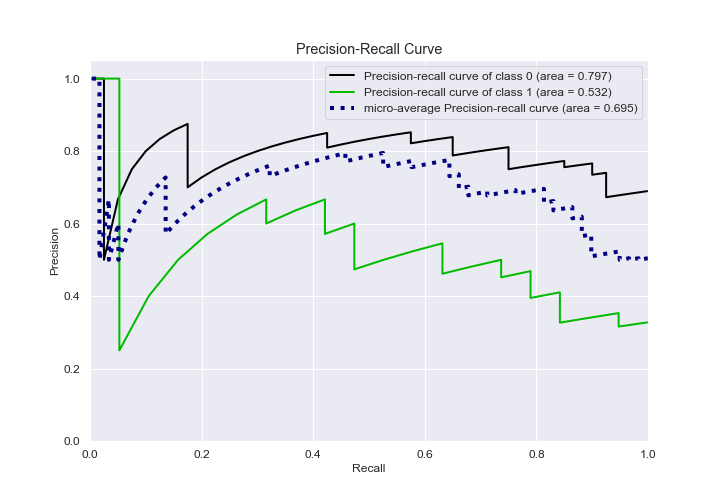 Precision-Recall Curve
Precision-recall curve of class 0 (area = 0.797)
Precision-recall curve of class 1 (area = 0.532)
micro-average Precision-recall curve (area = 0.695)
1.0
0.8
0.6
0.4
0.2
0.0
Precision
0.0 0.2 0.4 0.6 0.8 1.0
Recall